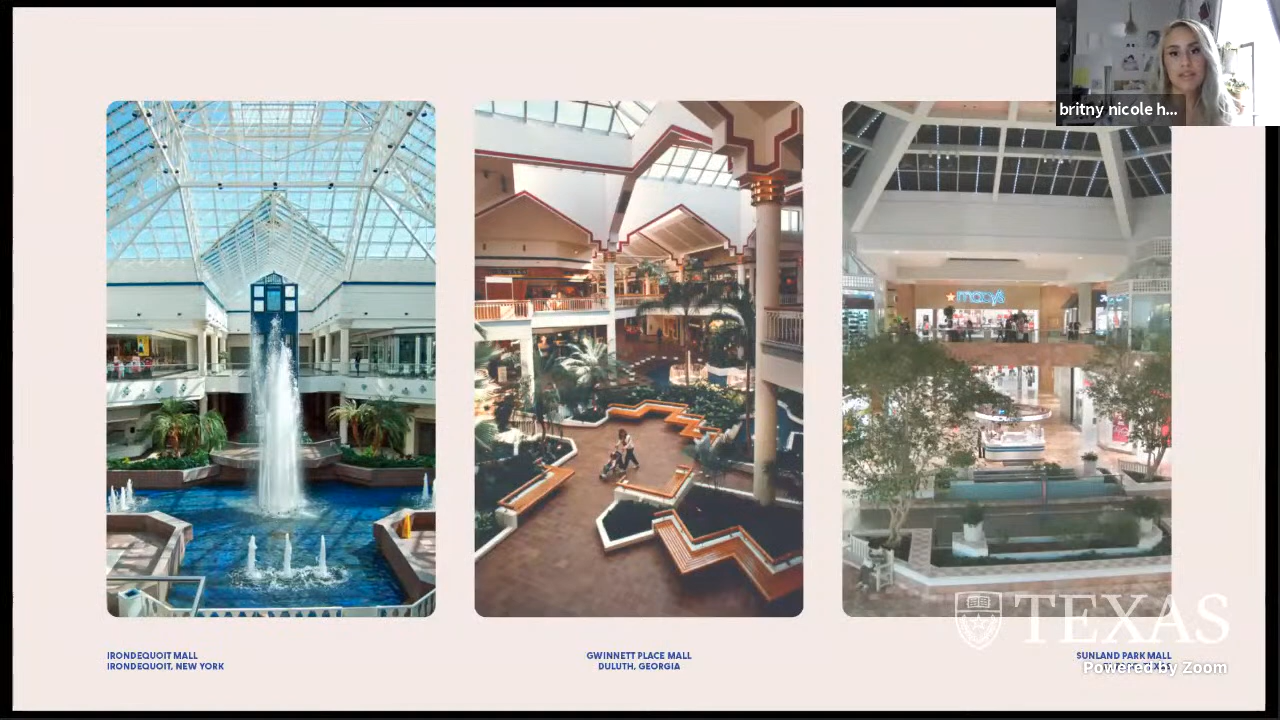 britny nicole h...
macy's
IRONDEQUOIT MALL
IRONDEQUOIT, NEW YORK
GWINNETT PLACE MALL
DULUTH, GEORGIA
SUNLAND PARK MALL
TEXAS
Powered by Zoom